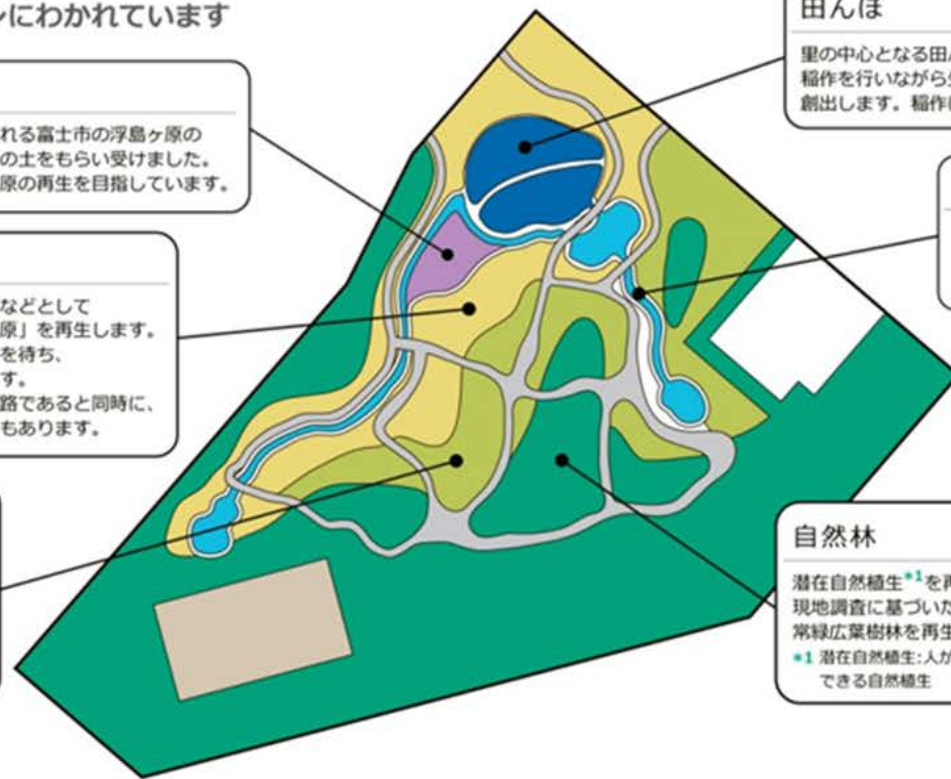 ンにわかれています
れる富士市の浮島ヶ原の
の土をもらい受けました。
原の再生を目指しています。
などとして
原」を再生します。
を待ち、
す。
路であると同時に、
もあります。
田んぼ
里の中心となる田
稲作を行いながら
創出します。稲作
自然林
潜在自然植生*1を
現地調査に基づいた
常緑広葉樹林を再生
*1 潜在自然植生:人が
できる自然植生